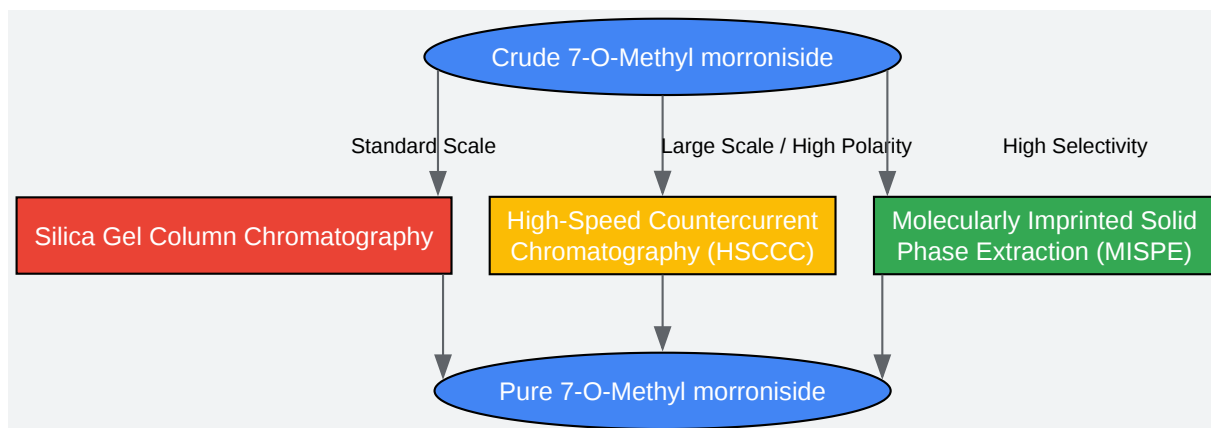 Crude 7-O-Methyl morroniside
Standard Scale
Large Scale / High Polarity
High Selectivity
Silica Gel Column Chromatography
High-Speed Countercurrent
Chromatography (HSCCC)
Molecularly Imprinted Solid
Phase Extraction (MISPE)
Pure 7-O-Methyl morroniside